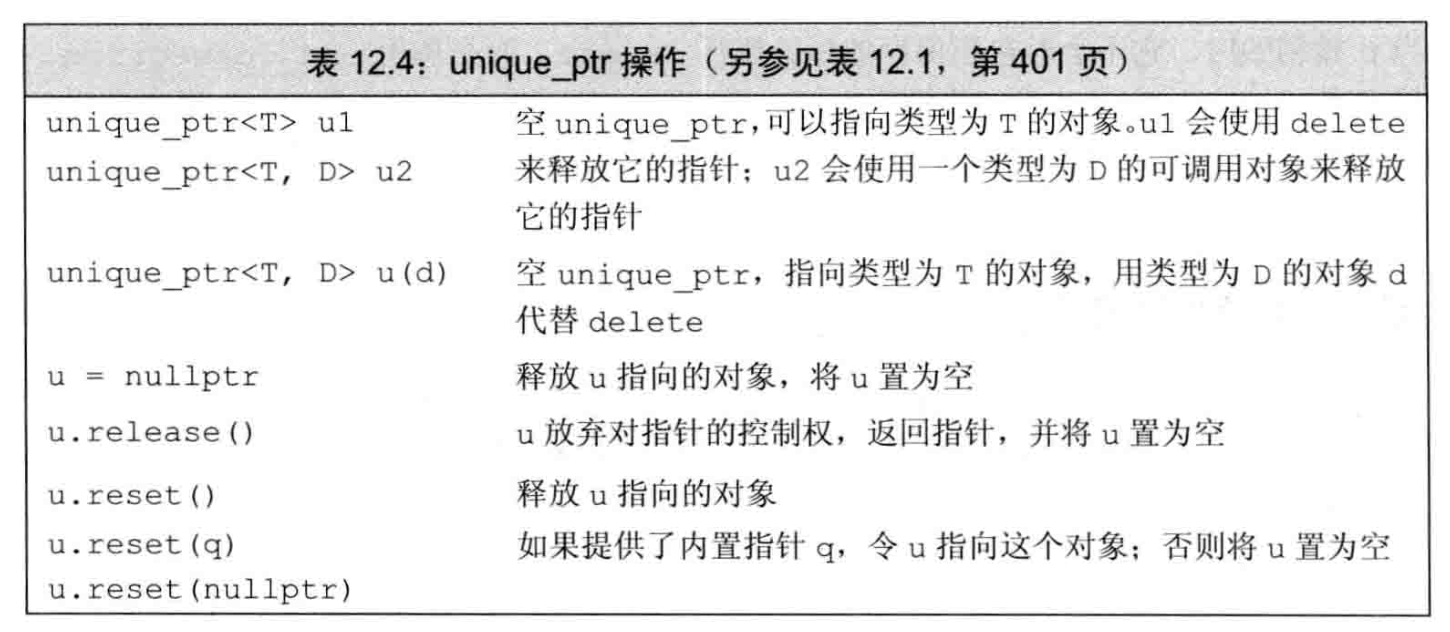 表 12.4：unique_ptr 操作（另参见表 12.1，第 401 页）
unique_ptr<T> u1 空 unique_ptr，可以指向类型为 T 的对象。u1 会使用 delete
unique_ptr<T, D> u2 来释放它的指针；u2 会使用一个类型为 D 的可调用对象来释放
它的指针
unique_ptr<T, D> u(d) 空 unique_ptr，指向类型为 T 的对象，用类型为 D 的对象 d
代替 delete
u = nullptr 释放 u 指向的对象，将 u 置为空
u.release() u 放弃对指针的控制权，返回指针，并将 u 置为空
u.reset() 释放 u 指向的对象
u.reset(q) 如果提供了内置指针 q，令 u 指向这个对象；否则将 u 置为空
u.reset(nullptr)